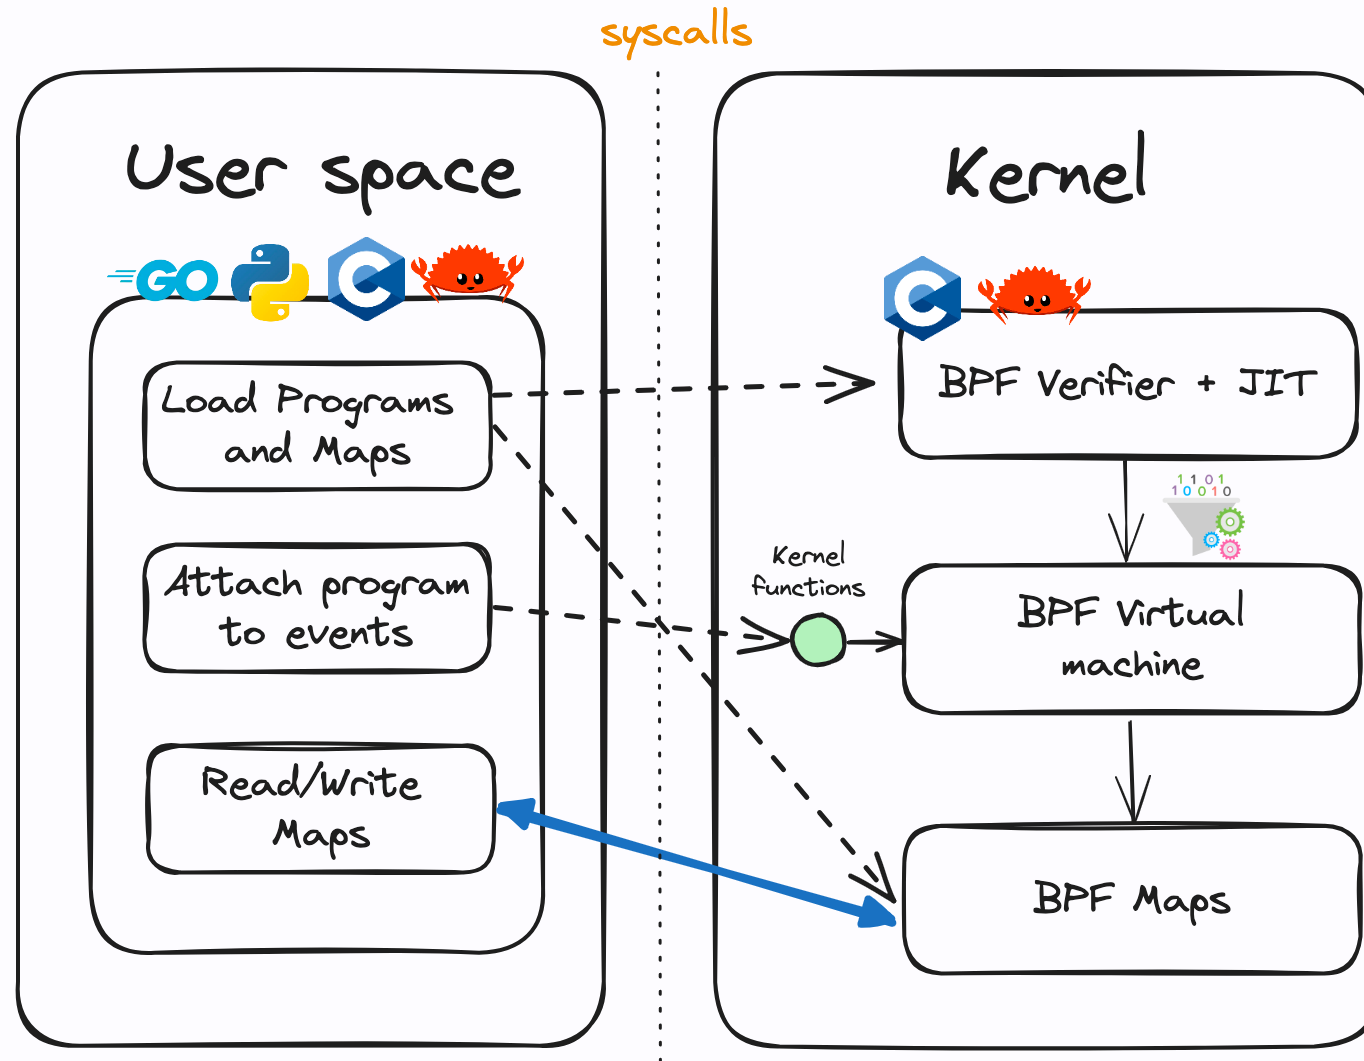 syscalls
User space
Kernel
GO
C
C
Load Programs
and Maps
BPF Verifier + JIT
1 1 0 1
1 0 0 1 0
Attach program
to events
Kernel
functions
BPF Virtual
machine
Read/Write
Maps
BPF Maps